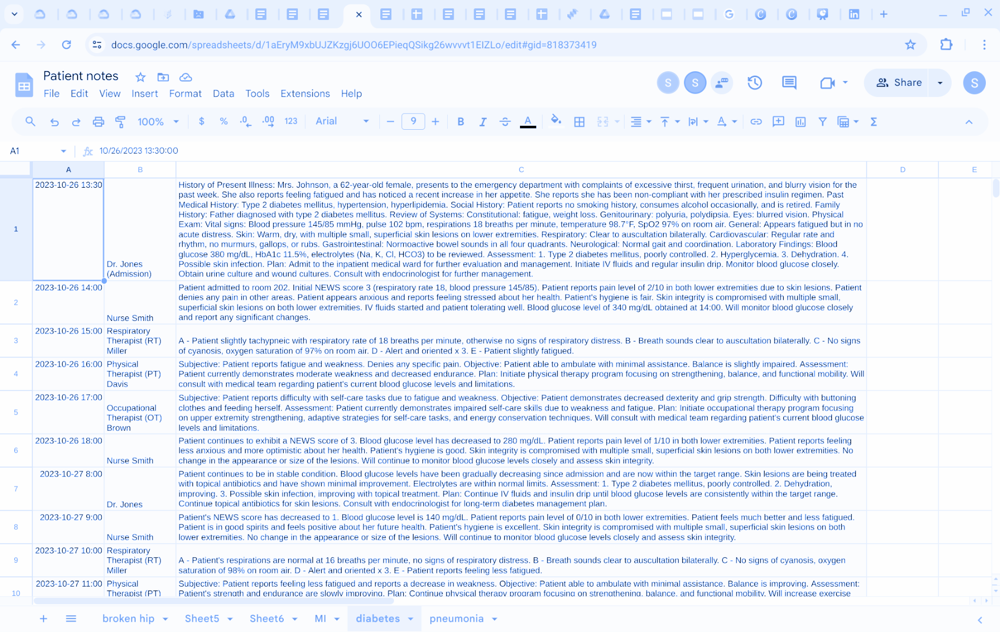 docs.google.com/spreadsheets/d/1aEryM9xbUJZKzgj6UOO6EPieqQSikg26wvvvt1EIZLo/edit#gid=818373419
Patient notes
File Edit View Insert Format Data Tools Extensions Help
S S Share S
100% $ % .0 .00 123 Arial 9 B I A
A1 fx 10/26/2023 13:30:00
A B C D E
1
2023-10-26 13:30
Dr. Jones
(Admission)
History of Present Illness: Mrs. Johnson, a 62-year-old female, presents to the emergency department with complaints of excessive thirst, frequent urination, and blurry vision for the
past week. She also reports feeling fatigued and has noticed a recent increase in her appetite. She reports she has been non-compliant with her prescribed insulin regimen. Past
Medical History: Type 2 diabetes mellitus, hypertension, hyperlipidemia. Social History: Patient reports no smoking history, consumes alcohol occasionally, and is retired. Family
History: Father diagnosed with type 2 diabetes mellitus. Review of Systems: Constitutional: fatigue, weight loss. Genitourinary: polyuria, polydipsia. Eyes: blurred vision. Physical
Exam: Vital signs: Blood pressure 145/85 mmHg, pulse 102 bpm, respirations 18 breaths per minute, temperature 98.7°F, SpO2 97% on room air. General: Appears fatigued but in no
acute distress. Skin: Warm, dry, with multiple small, superficial skin lesions on lower extremities. Respiratory: Clear to auscultation bilaterally. Cardiovascular: Regular rate and
rhythm, no murmurs, gallops, or rubs. Gastrointestinal: Normoactive bowel sounds in all four quadrants. Neurological: Normal gait and coordination. Laboratory Findings: Blood
glucose 380 mg/dL, HbA1c 11.5%, electrolytes (Na, K, Cl, HCO3) to be reviewed. Assessment: 1. Type 2 diabetes mellitus, poorly controlled. 2. Hyperglycemia. 3. Dehydration. 4.
Possible skin infection. Plan: Admit to the inpatient medical ward for further evaluation and management. Initiate IV fluids and regular insulin drip. Monitor blood glucose closely.
Obtain urine culture and wound cultures. Consult with endocrinologist for further management.
2
2023-10-26 14:00
Nurse Smith
Patient admitted to room 202. Initial NEWS score 3 (respiratory rate 18, blood pressure 145/85). Patient reports pain level of 2/10 in both lower extremities due to skin lesions. Patient
denies any pain in other areas. Patient appears anxious and reports feeling stressed about her health. Patient's hygiene is fair. Skin integrity is compromised with multiple small,
superficial skin lesions on both lower extremities. IV fluids started and patient tolerating well. Blood glucose level of 340 mg/dL obtained at 14:00. Will monitor blood glucose closely
and report any significant changes.
3
2023-10-26 15:00
Respiratory
Therapist (RT)
Miller
A - Patient slightly tachypneic with respiratory rate of 18 breaths per minute, otherwise no signs of respiratory distress. B - Breath sounds clear to auscultation bilaterally. C - No signs
of cyanosis, oxygen saturation of 97% on room air. D - Alert and oriented x 3. E - Patient slightly fatigued.
4
2023-10-26 16:00
Physical
Therapist (PT)
Davis
Subjective: Patient reports fatigue and weakness. Denies any specific pain. Objective: Patient able to ambulate with minimal assistance. Balance is slightly impaired. Assessment:
Patient currently demonstrates moderate weakness and decreased endurance. Plan: Initiate physical therapy program focusing on strengthening, balance, and functional mobility. Will
consult with medical team regarding patient's current blood glucose levels and limitations.
5
2023-10-26 17:00
Occupational
Therapist (OT)
Brown
Subjective: Patient reports difficulty with self-care tasks due to fatigue and weakness. Objective: Patient demonstrates decreased dexterity and grip strength. Difficulty with buttoning
clothes and feeding herself. Assessment: Patient currently demonstrates impaired self-care skills due to weakness and fatigue. Plan: Initiate occupational therapy program focusing
on upper extremity strengthening, adaptive strategies for self-care tasks, and energy conservation techniques. Will consult with medical team regarding patient's current blood glucose
levels and limitations.
6
2023-10-26 18:00
Nurse Smith
Patient continues to exhibit a NEWS score of 3. Blood glucose level has decreased to 280 mg/dL. Patient reports pain level of 1/10 in both lower extremities. Patient reports feeling
less anxious and more optimistic about her health. Patient's hygiene is good. Skin integrity is compromised with multiple small, superficial skin lesions on both lower extremities. No
change in the appearance or size of the lesions. Will continue to monitor blood glucose levels closely and assess skin integrity.
7
2023-10-27 8:00
Dr. Jones
Patient continues to be in stable condition. Blood glucose levels have been gradually decreasing since admission and are now within the target range. Skin lesions are being treated
with topical antibiotics and have shown minimal improvement. Electrolytes are within normal limits. Assessment: 1. Type 2 diabetes mellitus, poorly controlled. 2. Dehydration,
improving. 3. Possible skin infection, improving with topical treatment. Plan: Continue IV fluids and insulin drip until blood glucose levels are consistently within the target range.
Continue topical antibiotics for skin lesions. Consult with endocrinologist for long-term diabetes management plan.
8
2023-10-27 9:00
Nurse Smith
Patient's NEWS score has decreased to 1. Blood glucose level is 140 mg/dL. Patient reports pain level of 0/10 in both lower extremities. Patient feels much better and less fatigued.
Patient is in good spirits and feels positive about her future health. Patient's hygiene is excellent. Skin integrity is compromised with multiple small, superficial skin lesions on both
lower extremities. No change in the appearance or size of the lesions. Will continue to monitor blood glucose levels closely and assess skin integrity.
9
2023-10-27 10:00
Respiratory
Therapist (RT)
Miller
A - Patient's respirations are normal at 16 breaths per minute, no signs of respiratory distress. B - Breath sounds clear to auscultation bilaterally. C - No signs of cyanosis, oxygen
saturation of 98% on room air. D - Alert and oriented x 3. E - Patient reports feeling less fatigued.
10
2023-10-27 11:00
Physical
Therapist (PT)
Subjective: Patient reports feeling less fatigued and reports a decrease in weakness. Objective: Patient able to ambulate with minimal assistance. Balance is improving. Assessment:
Patient's strength and endurance are slowly improving. Plan: Continue physical therapy program focusing on strengthening, balance, and functional mobility. Will increase exercise
broken hip Sheet5 Sheet6 MI diabetes pneumonia